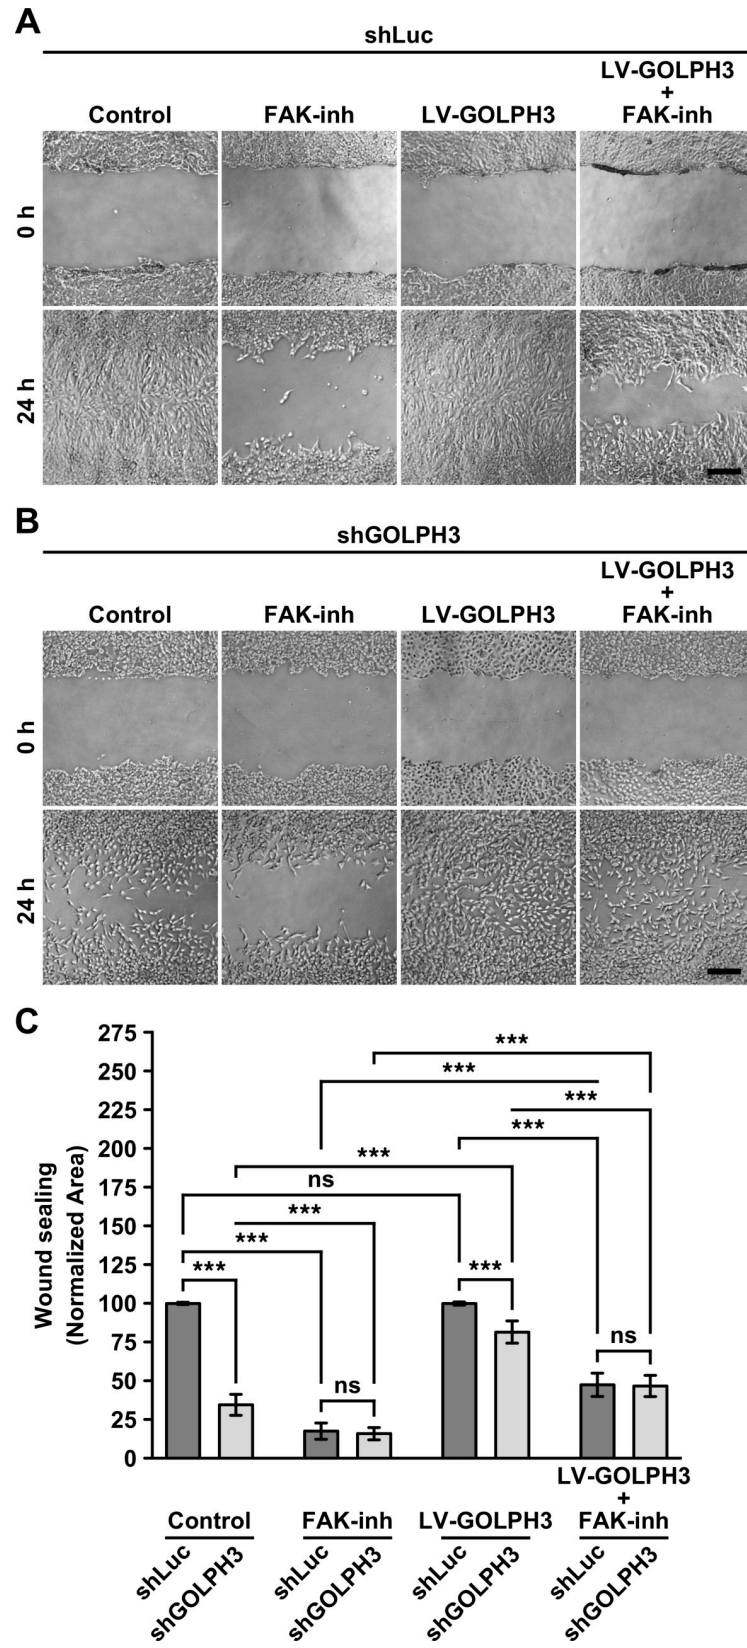 A
shLuc
Control
FAK-inh
LV-GOLPH3
LV-GOLPH3
+
FAK-inh
0 h
24 h
B
shGOLPH3
Control
FAK-inh
LV-GOLPH3
LV-GOLPH3
+
FAK-inh
0 h
24 h
C
Wound sealing
(Normalized Area)
275
250
225
200
175
150
125
100
75
50
25
0
***
***
***
***
***
ns
***
***
***
***
ns
ns
Control
FAK-inh
LV-GOLPH3
LV-GOLPH3
+
FAK-inh
shLuc
shGOLPH3
shLuc
shGOLPH3
shLuc
shGOLPH3
shLuc
shGOLPH3